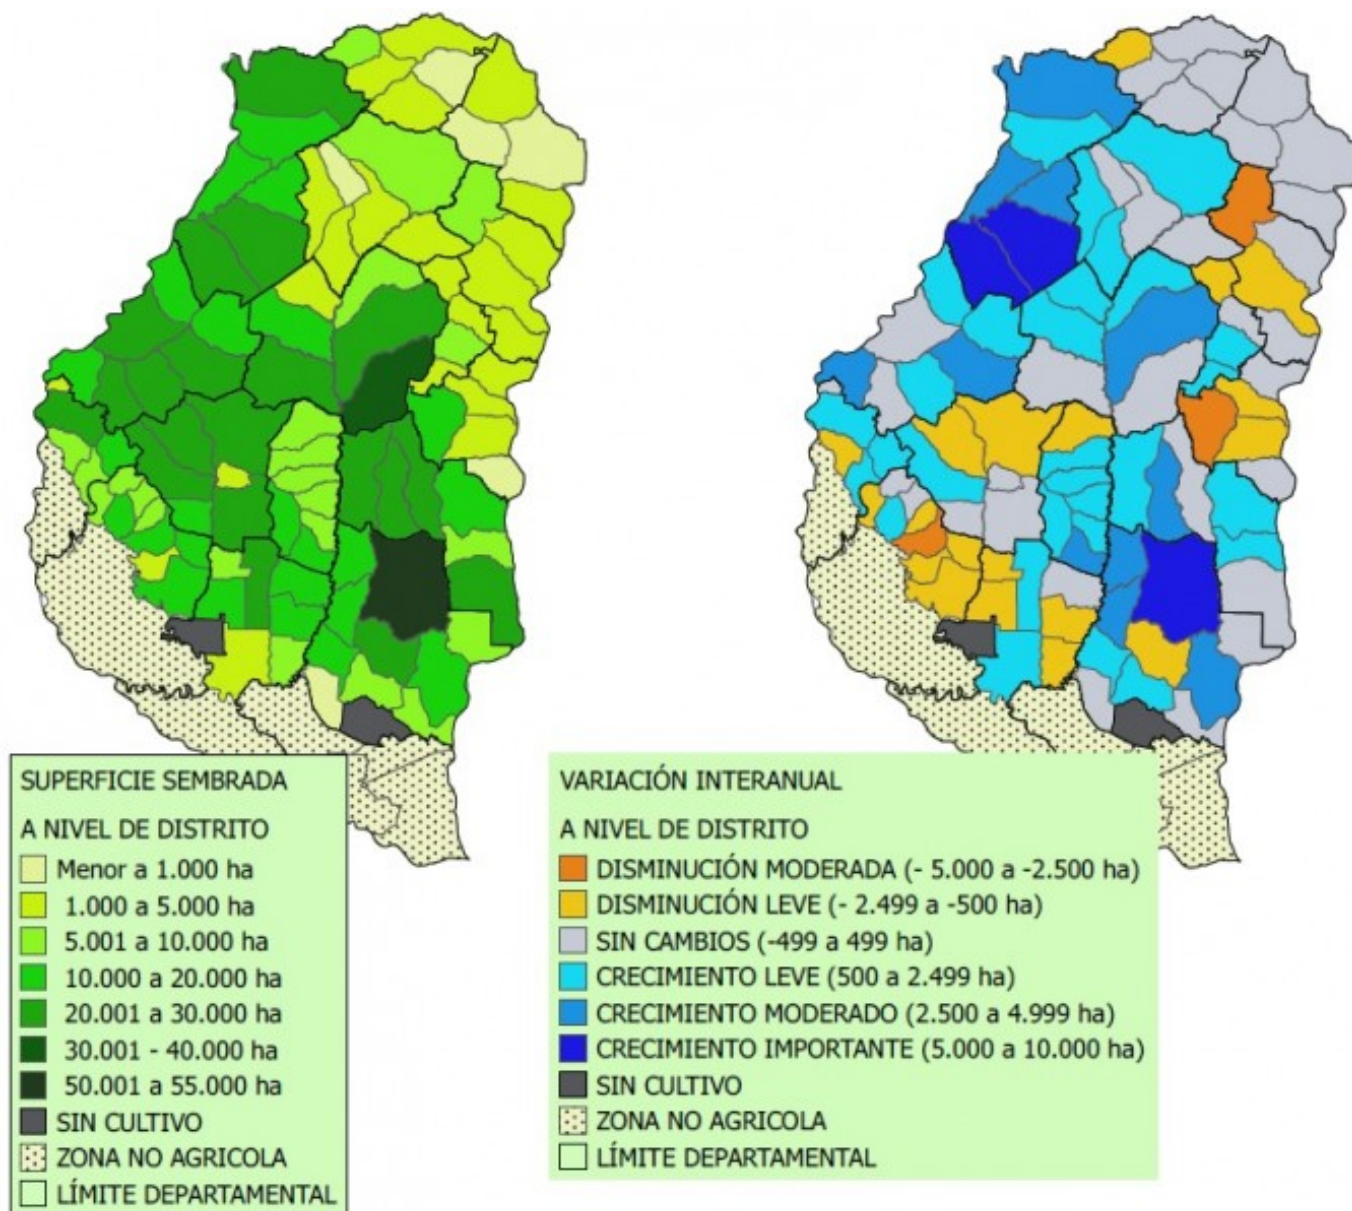 SUPERFICIE SEMBRADA
A NIVEL DE DISTRITO
Menor a 1.000 ha
1.000 a 5.000 ha
5.001 a 10.000 ha
10.000 a 20.000 ha
20.001 a 30.000 ha
30.001 - 40.000 ha
50.001 a 55.000 ha
SIN CULTIVO
ZONA NO AGRICOLA
LÍMITE DEPARTAMENTAL
VARIACIÓN INTERANUAL
A NIVEL DE DISTRITO
DISMINUCIÓN MODERADA (- 5.000 a -2.500 ha)
DISMINUCIÓN LEVE (- 2.499 a -500 ha)
SIN CAMBIOS (-499 a 499 ha)
CRECIMIENTO LEVE (500 a 2.499 ha)
CRECIMIENTO MODERADO (2.500 a 4.999 ha)
CRECIMIENTO IMPORTANTE (5.000 a 10.000 ha)
SIN CULTIVO
ZONA NO AGRICOLA
LÍMITE DEPARTAMENTAL